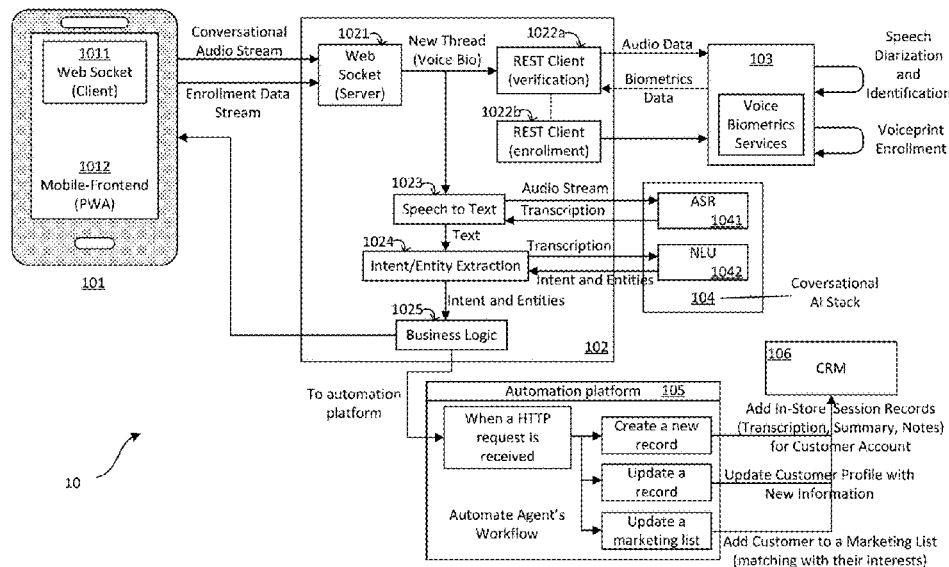 1011
Web Socket
(Client)
1012
Mobile-Frontend
(PWA)
101
Conversational
Audio Stream
Enrollment Data
Stream
1021
Web
Socket
(Server)
New Thread
(Voice Bio)
1022a
REST Client
(verification)
1022b
REST Client
(enrollment)
Audio Data
Biometrics
Data
103
Voice
Biometrics
Services
Speech
Diarization
and
Identification
Voiceprint
Enrollment
1023
Speech to Text
Audio Stream
Transcription
ASR
1041
Text
1024
Intent/Entity Extraction
Transcription
Intent and Entities
NLU
1042
104
Coversational
AI Stack
Intent and Entities
1025
Business Logic
102
To automation
platform
Automation platform 105
When a HTTP
request is
received
Create a new
record
Update a
record
Update a
marketing list
Automate Agent's
Workflow
106
CRM
Add In-Store Session Records
(Transcription, Summary, Notes)
for Customer Account
Update Customer Profile with
New Information
Add Customer to a Marketing List
(matching with their interests)
10